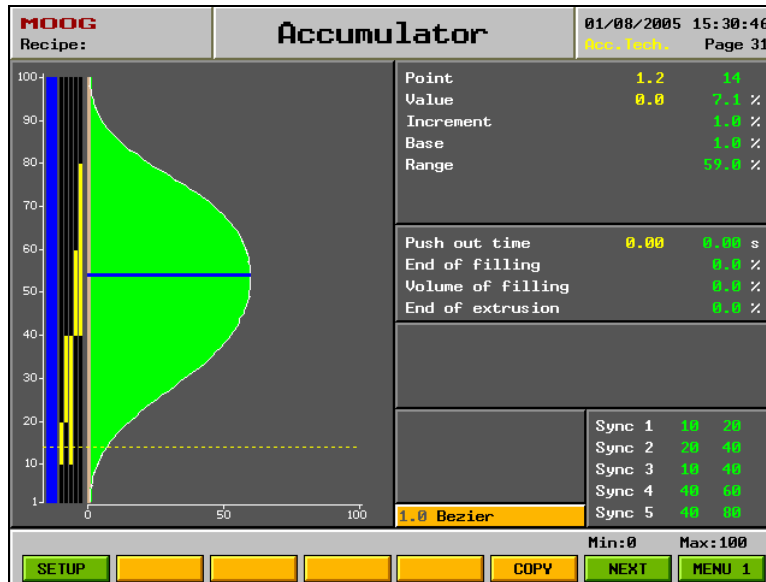 MOOG
Recipe:
Accumulator
01/08/2005 15:30:46
Acc.Tech. Page 31
100
90
80
70
60
50
40
30
20
10
1
0 50 100
Point 1.2 14
Value 0.0 7.1 %
Increment 1.0 %
Base 1.0 %
Range 59.0 %
Push out time 0.00 0.00 s
End of filling 0.0 %
Volume of filling 0.0 %
End of extrusion 0.0 %
1.0 Bezier
Sync 1 10 20
Sync 2 20 40
Sync 3 10 40
Sync 4 40 60
Sync 5 40 80
Min:0 Max:100
SETUP COPY NEXT MENU 1